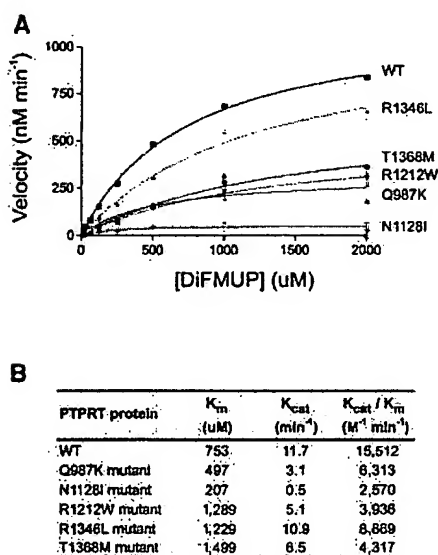 A
Velocity (nM min⁻¹)
1000
750
500
250
0
0
500
1000
1500
2000
[DiFMUP] (uM)
WT
R1346L
T1368M
R1212W
Q987K
N1128I
B
PTPRT protein Km (uM) Kcat (min⁻¹) Kcat / Km (M⁻¹ min⁻¹)
WT 753 11.7 15,512
Q987K mutant 497 3.1 6,313
N1128I mutant 207 0.5 2,570
R1212W mutant 1,289 5.1 3,936
R1346L mutant 1,229 10.9 8,869
T1368M mutant 1,499 6.5 4,317